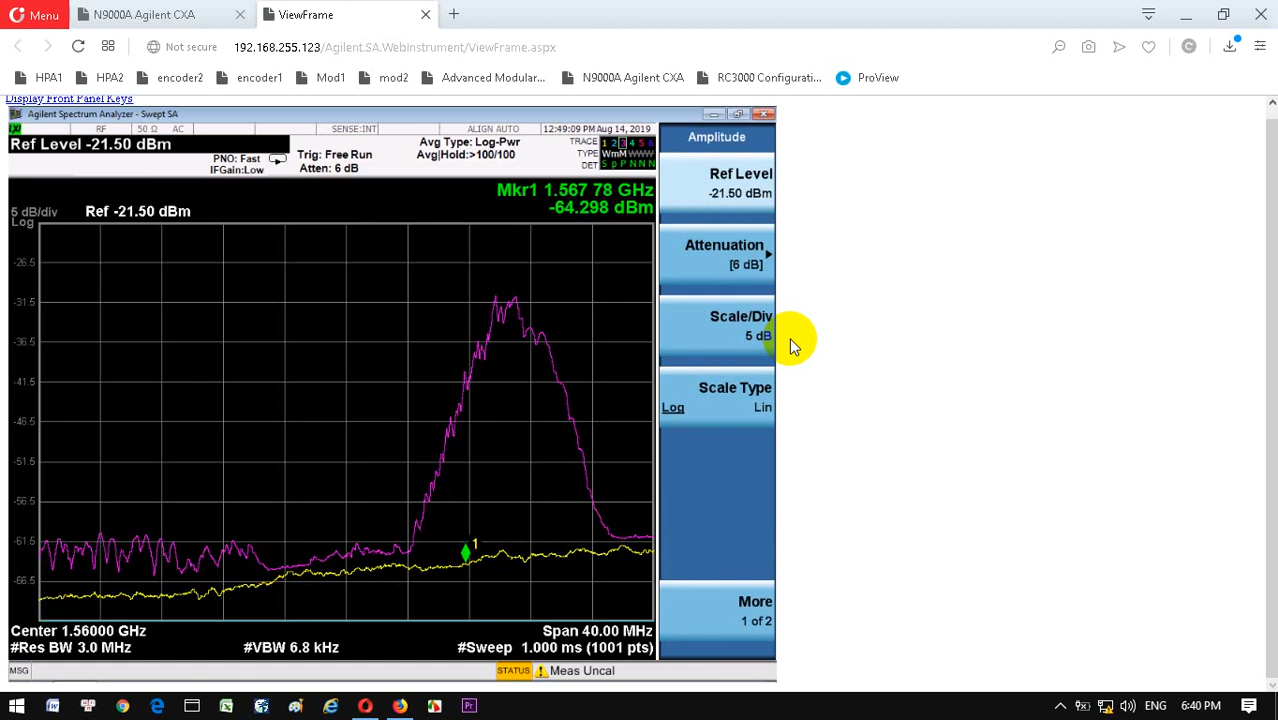 Menu
N9000A Agilent CXA
ViewFrame
Not secure
192.168.255.123/Agilent.SA.WebInstrument/ViewFrame.aspx
HPA1
HPA2
encoder2
encoder1
Mod1
mod2
Advanced Modular...
N9000A Agilent CXA
RC3000 Configurati...
ProView
Display Front Panel Keys
Agilent Spectrum Analyzer - Swept SA
LXI
RF
50 Ω
AC
SENSE:INT
ALIGN AUTO
12:49:09 PM Aug 14, 2019
Ref Level -21.50 dBm
PNO: Fast
IFGain:Low
Trig: Free Run
Atten: 6 dB
Avg Type: Log-Pwr
Avg|Hold:>100/100
TRACE 1 2 3 4 5 6
TYPE
DET S p P N N N
Mkr1 1.567 78 GHz
-64.298 dBm
5 dB/div
Log
Ref -21.50 dBm
-26.5
-31.5
-36.5
-41.5
-46.5
-51.5
-56.5
-61.5
-66.5
1
Center 1.56000 GHz
Span 40.00 MHz
#Res BW 3.0 MHz
#VBW 6.8 kHz
#Sweep 1.000 ms (1001 pts)
MSG
STATUS
Meas Uncal
Amplitude
Ref Level
-21.50 dBm
Attenuation
[6 dB]
Scale/Div
5 dB
Scale Type
Log Lin
More
1 of 2
ENG
6:40 PM